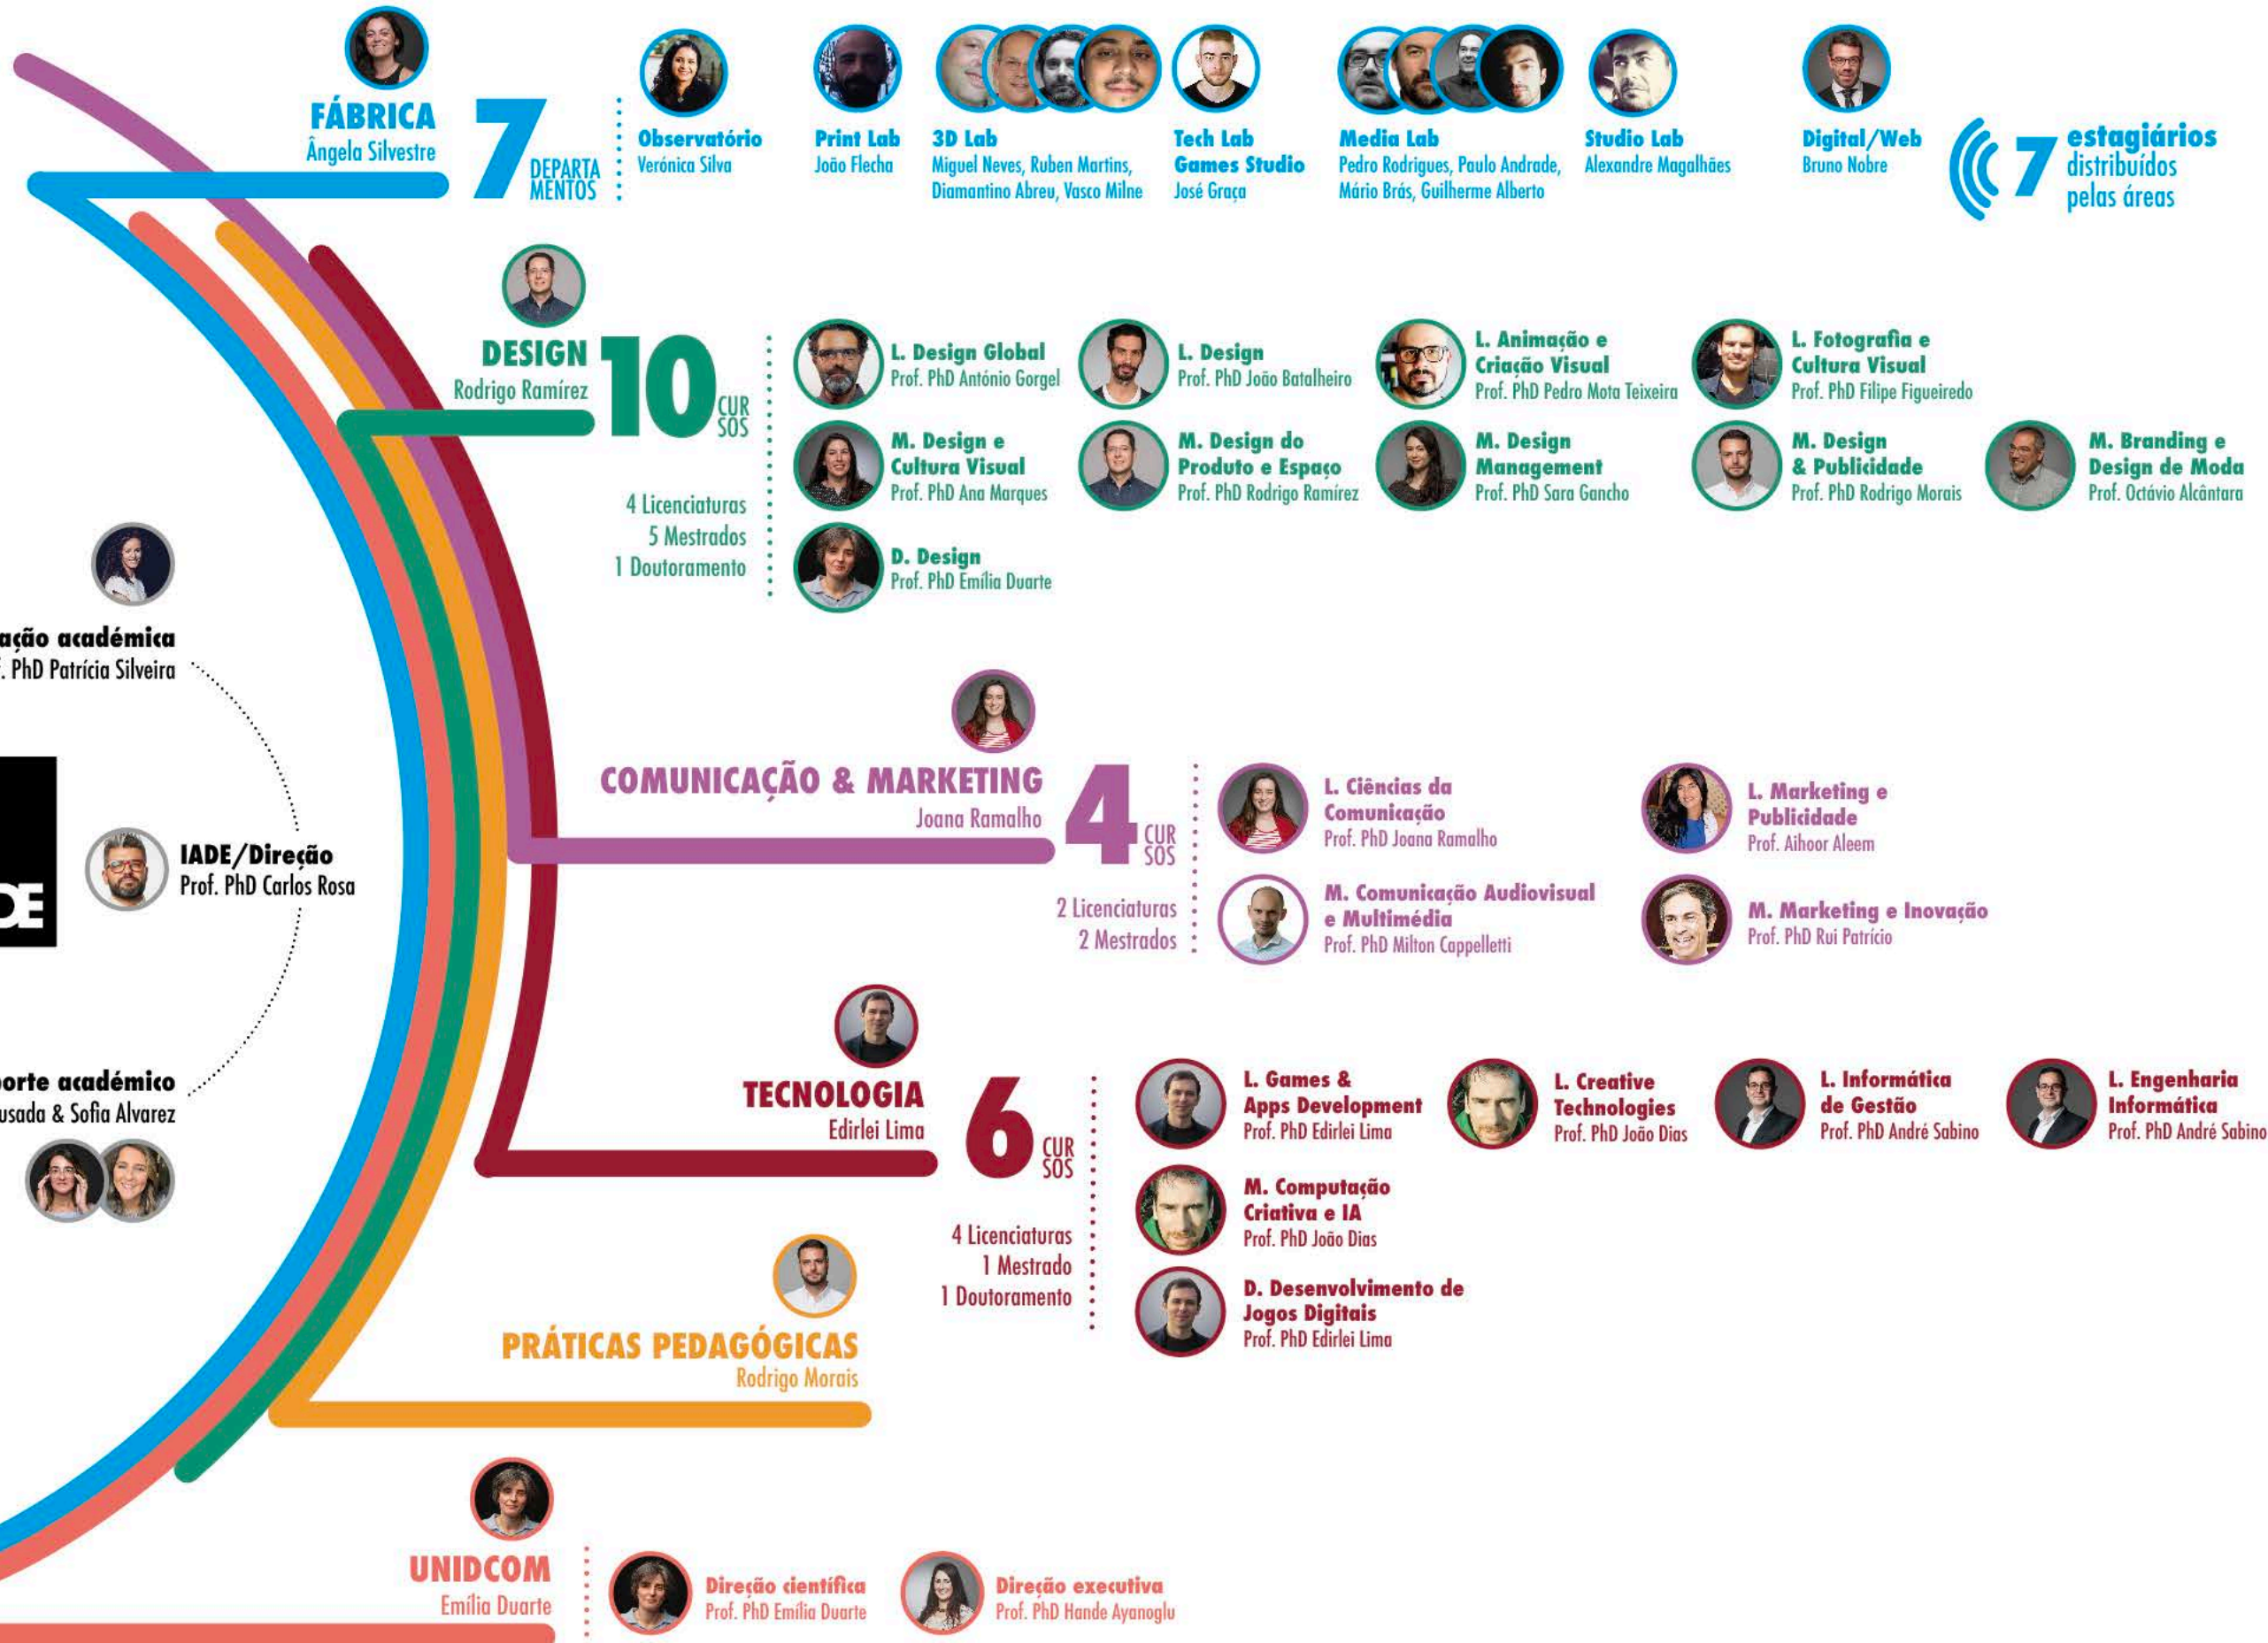 FÁBRICA
Ângela Silvestre
7
DEPARTA
MENTOS
Observatório
Verónica Silva
Print Lab
João Flecha
3D Lab
Miguel Neves, Ruben Martins,
Diamantino Abreu, Vasco Milne
Tech Lab
Games Studio
José Graça
Media Lab
Pedro Rodrigues, Paulo Andrade,
Mário Brás, Guilherme Alberto
Studio Lab
Alexandre Magalhães
Digital/Web
Bruno Nobre
7
estagiários
distribuídos
pelas áreas
DESIGN
Rodrigo Ramírez
10
CUR
SOS
4 Licenciaturas
5 Mestrados
1 Doutoramento
L. Design Global
Prof. PhD António Gorgel
L. Design
Prof. PhD João Batalheiro
L. Animação e
Criação Visual
Prof. PhD Pedro Mota Teixeira
L. Fotografia e
Cultura Visual
Prof. PhD Filipe Figueiredo
M. Design e
Cultura Visual
Prof. PhD Ana Marques
M. Design do
Produto e Espaço
Prof. PhD Rodrigo Ramírez
M. Design
Management
Prof. PhD Sara Gancho
M. Design
& Publicidade
Prof. PhD Rodrigo Morais
M. Branding e
Design de Moda
Prof. Octávio Alcântara
D. Design
Prof. PhD Emília Duarte
ação académica
. PhD Patrícia Silveira
IADE/Direção
Prof. PhD Carlos Rosa
DE
orte académico
usada & Sofia Alvarez
COMUNICAÇÃO & MARKETING
Joana Ramalho
4
CUR
SOS
2 Licenciaturas
2 Mestrados
L. Ciências da
Comunicação
Prof. PhD Joana Ramalho
L. Marketing e
Publicidade
Prof. Aihoor Aleem
M. Comunicação Audiovisual
e Multimédia
Prof. PhD Milton Cappelletti
M. Marketing e Inovação
Prof. PhD Rui Patrício
TECNOLOGIA
Edirlei Lima
6
CUR
SOS
4 Licenciaturas
1 Mestrado
1 Doutoramento
L. Games &
Apps Development
Prof. PhD Edirlei Lima
L. Creative
Technologies
Prof. PhD João Dias
L. Informática
de Gestão
Prof. PhD André Sabino
L. Engenharia
Informática
Prof. PhD André Sabino
M. Computação
Criativa e IA
Prof. PhD João Dias
D. Desenvolvimento de
Jogos Digitais
Prof. PhD Edirlei Lima
PRÁTICAS PEDAGÓGICAS
Rodrigo Morais
UNIDCOM
Emília Duarte
Direção científica
Prof. PhD Emília Duarte
Direção executiva
Prof. PhD Hande Ayanoglu